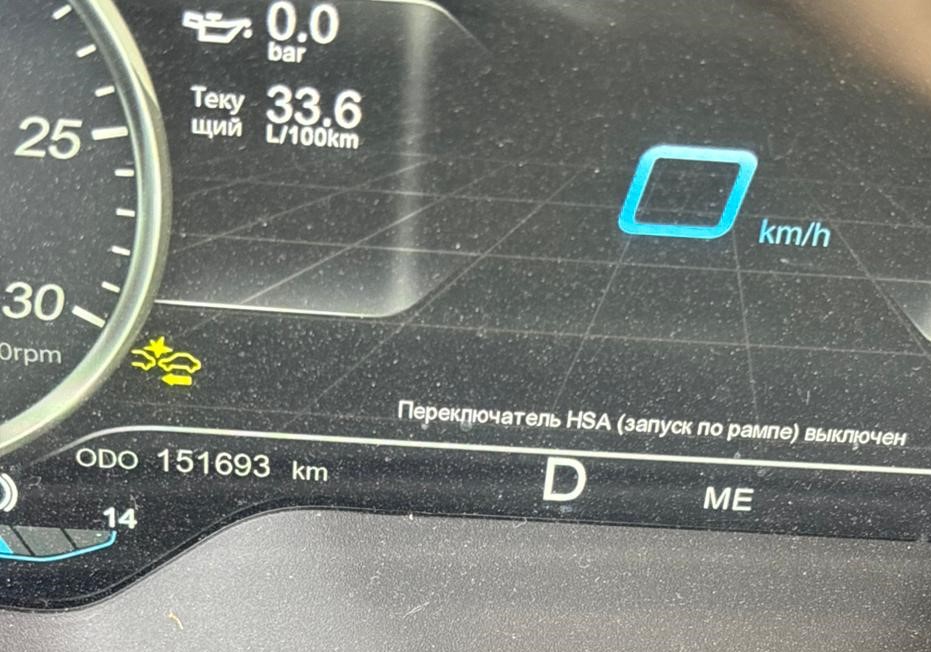 0.0
bar
Теку
щий
33.6
L/100km
25
0
km/h
30
0rpm
Переключатель HSA (запуск по рампе) выключен
ODO 151693 km
D
ME
14